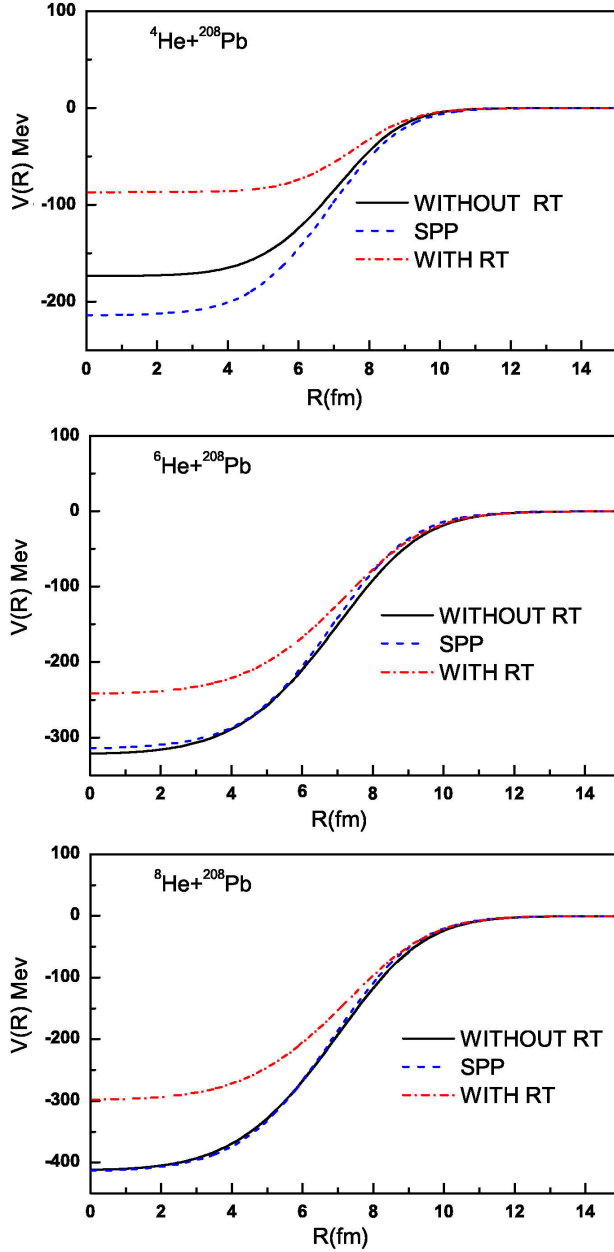 100
⁴He+²⁰⁸Pb
0
-100
-200
V(R) Mev
WITHOUT RT
SPP
WITH RT
0 2 4 6 8 10 12 14
R(fm)
100
⁶He+²⁰⁸Pb
0
-100
-200
-300
V(R) Mev
WITHOUT RT
SPP
WITH RT
0 2 4 6 8 10 12 14
R(fm)
100
⁸He+²⁰⁸Pb
0
-100
-200
-300
-400
V(R) Mev
WITHOUT RT
SPP
WITH RT
0 2 4 6 8 10 12 14
R(fm)